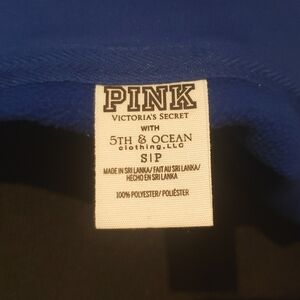 PINK
VICTORIA'S SECRET
WITH
5TH & OCEAN
clothing, LLC
S|P
MADE IN SRI LANKA/ FAIT AU SRI LANKA/
HECHO EN SRI LANKA
100% POLYESTER/ POLIÉSTER